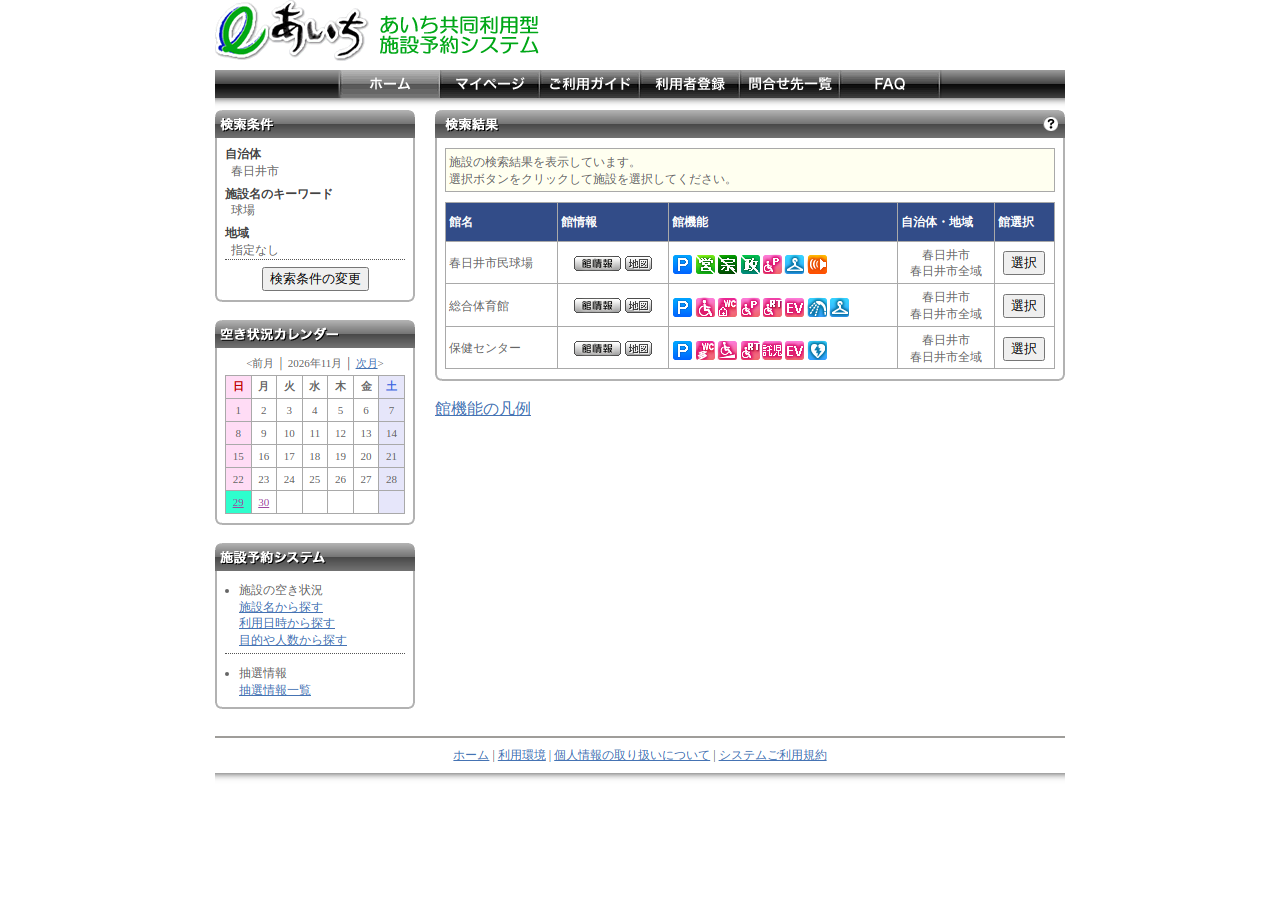 あいち あいち共同利用型
施設予約システム
ホーム マイページ ご利用ガイド 利用者登録 問合せ先一覧 FAQ
検索条件
自治体
春日井市
施設名のキーワード
球場
地域
指定なし
検索条件の変更
空き状況カレンダー
<前月 │ 2026年11月 │ 次月>
日 月 火 水 木 金 土
1 2 3 4 5 6 7
8 9 10 11 12 13 14
15 16 17 18 19 20 21
22 23 24 25 26 27 28
29 30
施設予約システム
施設の空き状況
施設名から探す
利用日時から探す
目的や人数から探す
抽選情報
抽選情報一覧
検索結果 ?
施設の検索結果を表示しています。
選択ボタンをクリックして施設を選択してください。
館名 館情報 館機能 自治体・地域 館選択
春日井市民球場 館情報 地図 P 営 宗 政 P 春日井市 選択
春日井市全域
総合体育館 館情報 地図 P WC P RT EV 春日井市 選択
春日井市全域
保健センター 館情報 地図 P WC RT 託児 EV 春日井市 選択
春日井市全域
館機能の凡例
ホーム | 利用環境 | 個人情報の取り扱いについて | システムご利用規約